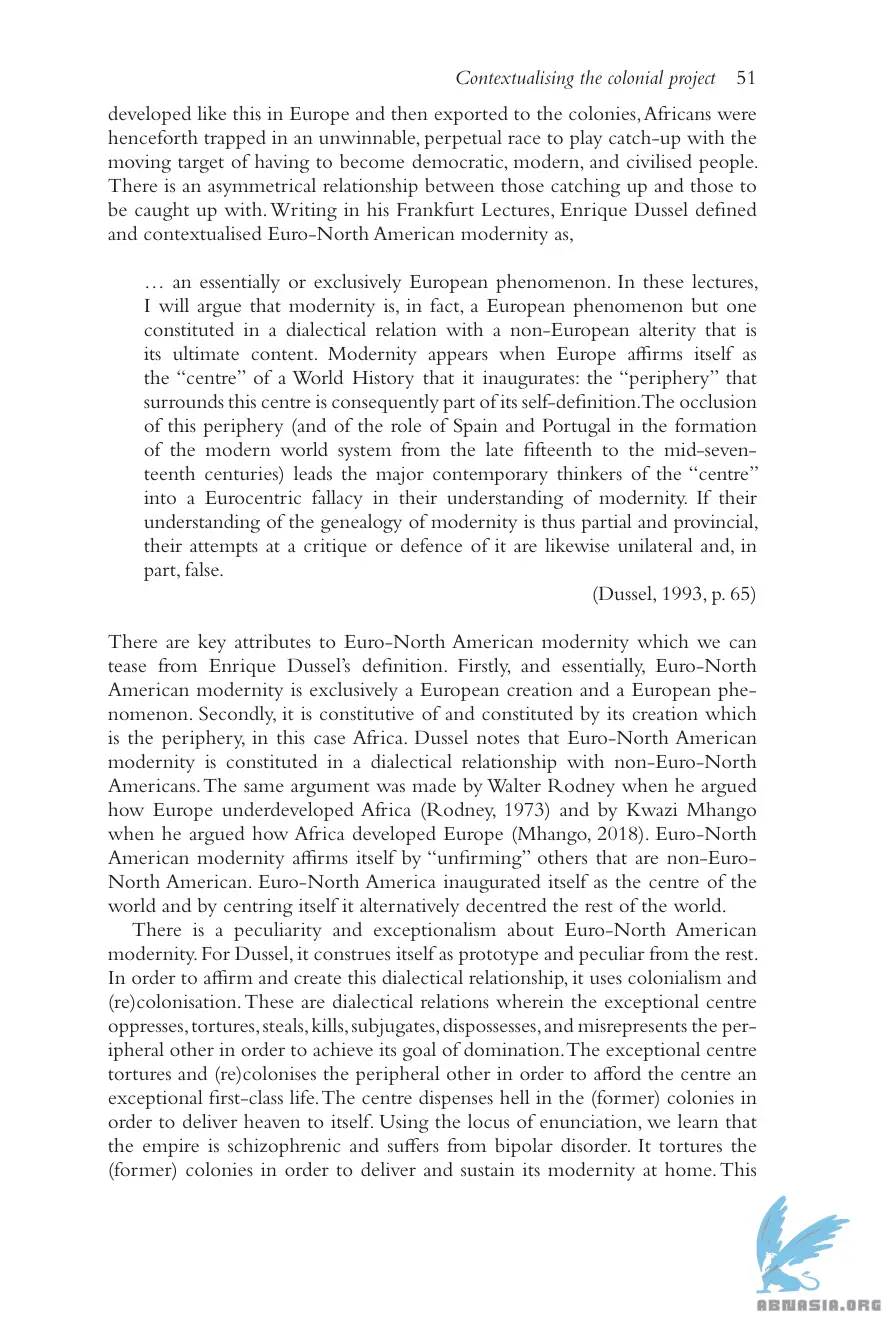 Contextualising the colonial project 51
developed like this in Europe and then exported to the colonies, Africans were
henceforth trapped in an unwinnable, perpetual race to play catch-up with the
moving target of having to become democratic, modern, and civilised people.
There is an asymmetrical relationship between those catching up and those to
be caught up with. Writing in his Frankfurt Lectures, Enrique Dussel defined
and contextualised Euro-North American modernity as,
… an essentially or exclusively European phenomenon. In these lectures,
I will argue that modernity is, in fact, a European phenomenon but one
constituted in a dialectical relation with a non-European alterity that is
its ultimate content. Modernity appears when Europe affirms itself as
the “centre” of a World History that it inaugurates: the “periphery” that
surrounds this centre is consequently part of its self-definition. The occlusion
of this periphery (and of the role of Spain and Portugal in the formation
of the modern world system from the late fifteenth to the mid-seven-
teenth centuries) leads the major contemporary thinkers of the “centre”
into a Eurocentric fallacy in their understanding of modernity. If their
understanding of the genealogy of modernity is thus partial and provincial,
their attempts at a critique or defence of it are likewise unilateral and, in
part, false.
(Dussel, 1993, p. 65)
There are key attributes to Euro-North American modernity which we can
tease from Enrique Dussel’s definition. Firstly, and essentially, Euro-North
American modernity is exclusively a European creation and a European phe-
nomenon. Secondly, it is constitutive of and constituted by its creation which
is the periphery, in this case Africa. Dussel notes that Euro-North American
modernity is constituted in a dialectical relationship with non-Euro-North
Americans. The same argument was made by Walter Rodney when he argued
how Europe underdeveloped Africa (Rodney, 1973) and by Kwazi Mhango
when he argued how Africa developed Europe (Mhango, 2018). Euro-North
American modernity affirms itself by “unfirming” others that are non-Euro-
North American. Euro-North America inaugurated itself as the centre of the
world and by centring itself it alternatively decentred the rest of the world.
There is a peculiarity and exceptionalism about Euro-North American
modernity. For Dussel, it construes itself as prototype and peculiar from the rest.
In order to affirm and create this dialectical relationship, it uses colonialism and
(re)colonisation. These are dialectical relations wherein the exceptional centre
oppresses, tortures, steals, kills, subjugates, dispossesses, and misrepresents the per-
ipheral other in order to achieve its goal of domination. The exceptional centre
tortures and (re)colonises the peripheral other in order to afford the centre an
exceptional first-class life. The centre dispenses hell in the (former) colonies in
order to deliver heaven to itself. Using the locus of enunciation, we learn that
the empire is schizophrenic and suffers from bipolar disorder. It tortures the
(former) colonies in order to deliver and sustain its modernity at home. This
ABNASIA.ORG